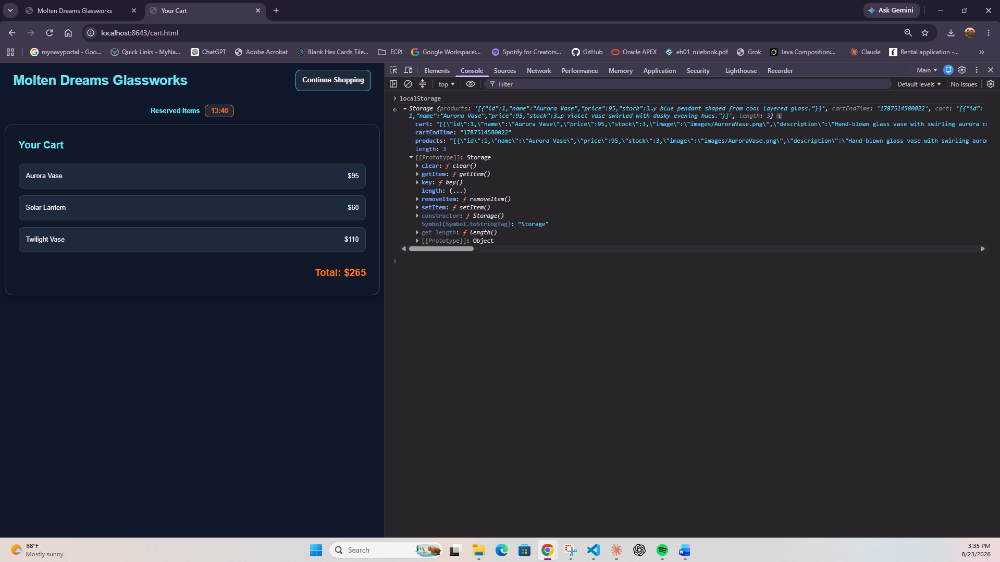 Molten Dreams Glassworks
Your Cart
Ask Gemini
localhost:8643/cart.html
mynavyportal - Goo...
Quick Links - MyNa...
ChatGPT
Adobe Acrobat
Blank Hex Cards Tile...
ECPI
Google Workspace:...
Spotify for Creators...
GitHub
Oracle APEX
eh01_rulebook.pdf
Grok
Java Composition:...
Claude
Rental application -...
Molten Dreams Glassworks
Continue Shopping
Reserved Items 13:48
Your Cart
Aurora Vase $95
Solar Lantern $60
Twilight Vase $110
Total: $265
Elements Console Sources Network Performance Memory Application Security Lighthouse Recorder Main
top Filter Default levels No Issues
localStorage
Storage {products: '[{"id":1,"name":"Aurora Vase","price":95,"stock":3…y blue pendant shaped from cool layered glass."}]', cartEndTime: '1787514580022', cart: '[{"id":
1,"name":"Aurora Vase","price":95,"stock":3…p violet vase swirled with dusky evening hues."}]', length: 3} i
cart: "[{\"id\":1,\"name\":\"Aurora Vase\",\"price\":95,\"stock\":3,\"image\":\"images/AuroraVase.png\",\"description\":\"Hand-blown glass vase with swirling aurora c
cartEndTime: "1787514580022"
products: "[{\"id\":1,\"name\":\"Aurora Vase\",\"price\":95,\"stock\":3,\"image\":\"images/AuroraVase.png\",\"description\":\"Hand-blown glass vase with swirling auro
length: 3
[[Prototype]]: Storage
clear: ƒ clear()
getItem: ƒ getItem()
key: ƒ key()
length: (...)
removeItem: ƒ removeItem()
setItem: ƒ setItem()
constructor: ƒ Storage()
Symbol(Symbol.toStringTag): "Storage"
get length: ƒ length()
[[Prototype]]: Object
88°F
Mostly sunny
Search
3:35 PM
8/23/2026